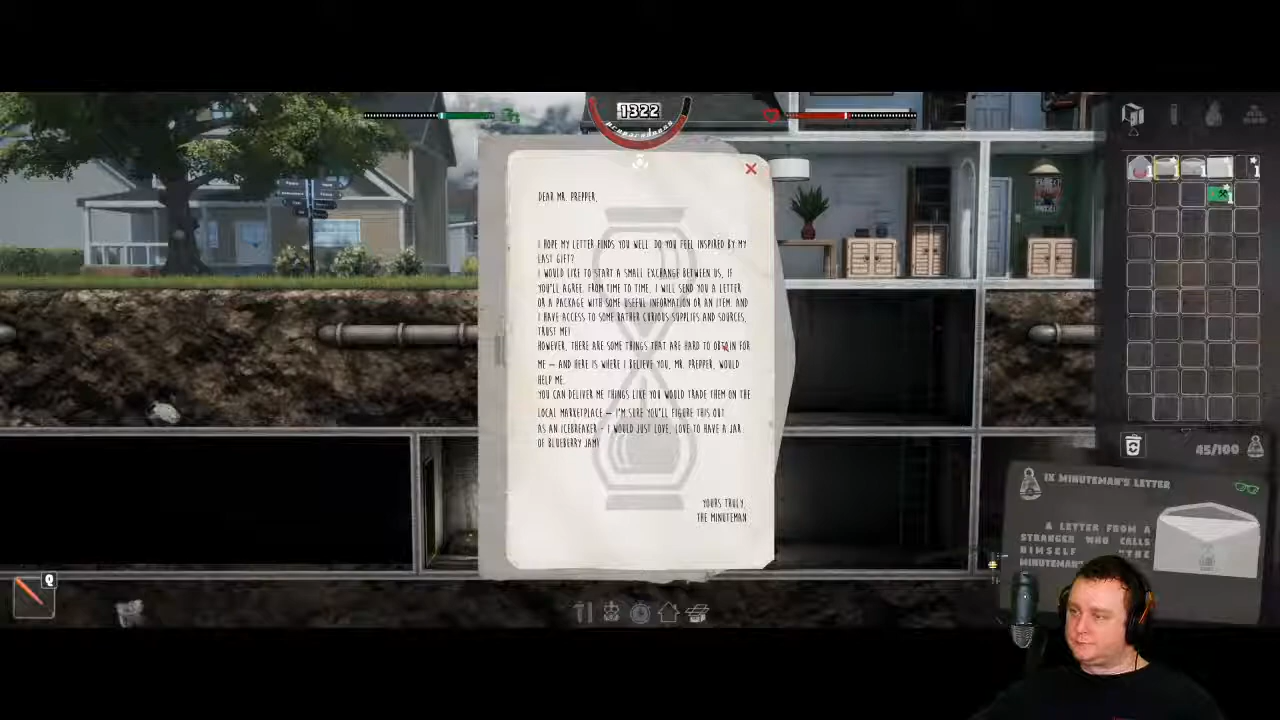 1322
preparedness
DEAR MR. PREPPER,
I HOPE MY LETTER FINDS YOU WELL. DO YOU FEEL INSPIRED BY MY
LAST GIFT?
I WOULD LIKE TO START A SMALL EXCHANGE BETWEEN US, IF
YOU'LL AGREE. FROM TIME TO TIME, I WILL SEND YOU A LETTER
OR A PACKAGE WITH SOME USEFUL INFORMATION OR AN ITEM. AND
I HAVE ACCESS TO SOME RATHER CURIOUS SUPPLIES AND SOURCES,
TRUST ME!
HOWEVER, THERE ARE SOME THINGS THAT ARE HARD TO OBTAIN FOR
ME – AND HERE IS WHERE I BELIEVE YOU, MR. PREPPER, WOULD
HELP ME.
YOU CAN DELIVER ME THINGS LIKE YOU WOULD TRADE THEM ON THE
LOCAL MARKETPLACE – I'M SURE YOU'LL FIGURE THIS OUT.
AS AN ICEBREAKER - I WOULD JUST LOVE, LOVE TO HAVE A JAR
OF BLUEBERRY JAM!
YOURS TRULY,
THE MINUTEMAN
45/100
1X MINUTEMAN'S LETTER
A LETTER FROM A
STRANGER WHO CALLS
HIMSELF "THE
MINUTEMAN"
Q